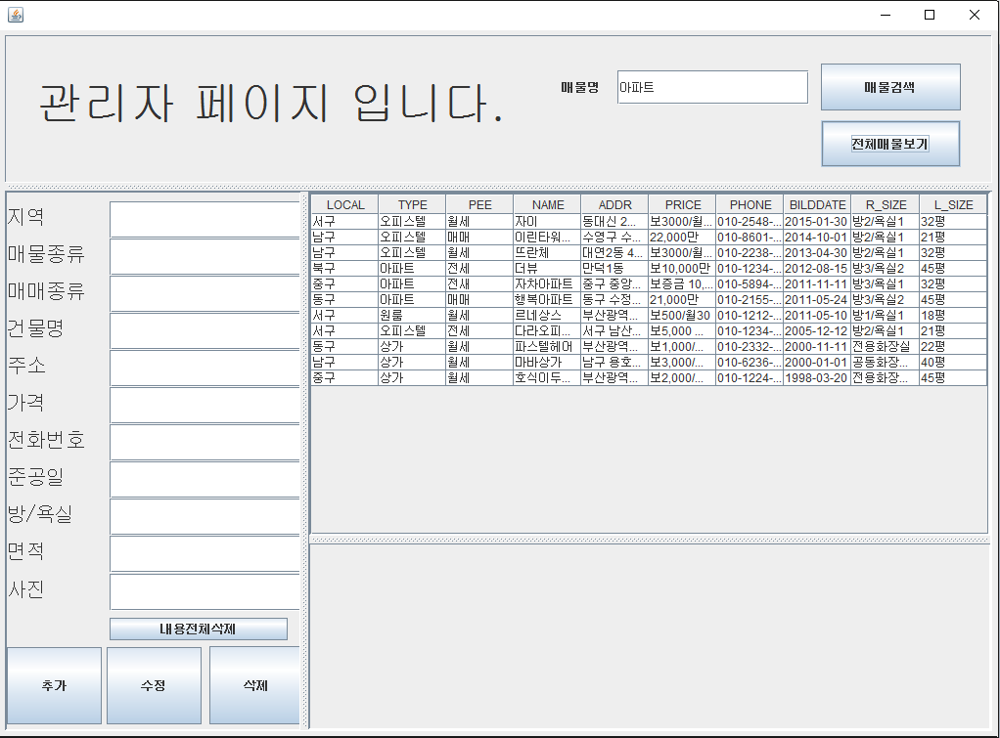 관리자 페이지 입니다.
매물명 아파트 매물검색
전체매물보기
지역
매물종류
매매종류
건물명
주소
가격
전화번호
준공일
방/욕실
면적
사진
내용전체삭제
추가 수정 삭제
LOCAL TYPE PEE NAME ADDR PRICE PHONE BILDDATE R_SIZE L_SIZE
서구 오피스텔 월세 자이 동대신 2... 보3000/월... 010-2548-... 2015-01-30 방2/욕실1 32평
남구 오피스텔 매매 이린타워... 수영구 수... 22,000만 010-8601-... 2014-10-01 방2/욕실1 21평
남구 오피스텔 월세 뜨란체 대연2동 4... 보3000/월... 010-2238-... 2013-04-30 방2/욕실1 32평
북구 아파트 전세 더뷰 만덕1동 보10,000만 010-1234-... 2012-08-15 방3/욕실2 45평
중구 아파트 전새 자차아파트 중구 중앙... 보증금 10,... 010-5894-... 2011-11-11 방3/욕실1 32평
동구 아파트 매매 행복아파트 동구 수정... 21,000만 010-2155-... 2011-05-24 방3/욕실2 45평
서구 원룸 월세 르네상스 부산광역... 보500/월30 010-1212-... 2011-05-10 방1/욕실1 18평
서구 오피스텔 전세 다라오피... 서구 남산... 보5,000 ... 010-1234-... 2005-12-12 방2/욕실1 21평
동구 상가 월세 파스텔헤어 부산광역... 보1,000/... 010-2332-... 2000-11-11 전용화장실 22평
남구 상가 월세 마바상가 남구 용호... 보3,000/... 010-6236-... 2000-01-01 공동화장... 40평
중구 상가 월세 호식이두... 부산광역... 보2,000/... 010-1224-... 1998-03-20 전용화장... 45평